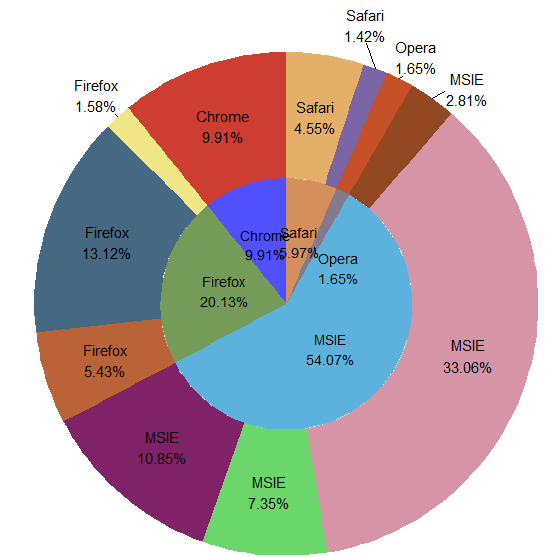 Safari
1.42%
Opera
1.65%
MSIE
2.81%
Firefox
1.58%
Chrome
9.91%
Safari
4.55%
Firefox
13.12%
Chrome
9.91%
Safari
5.97%
Opera
1.65%
Firefox
20.13%
MSIE
54.07%
MSIE
33.06%
Firefox
5.43%
MSIE
10.85%
MSIE
7.35%